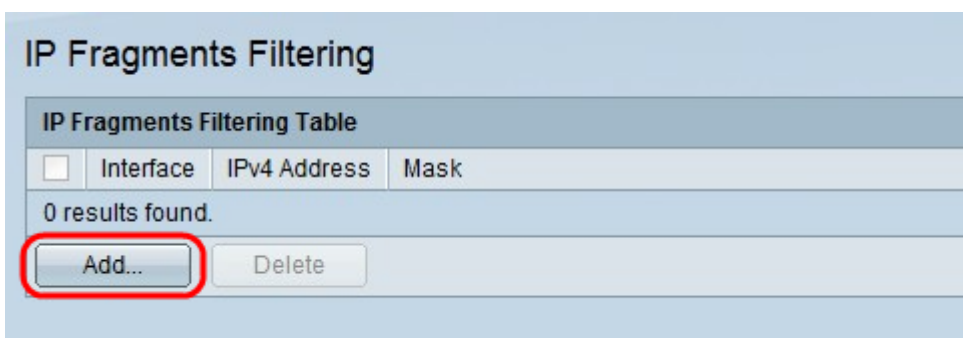 IP Fragments Filtering
IP Fragments Filtering Table
Interface IPv4 Address Mask
0 results found.
Add... Delete